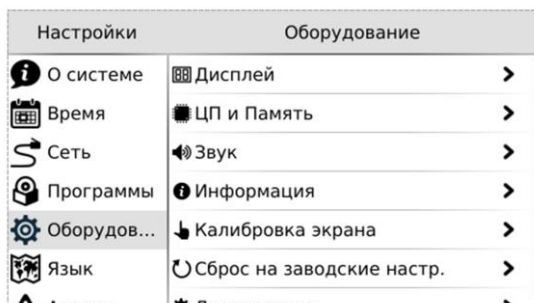 Настройки
Оборудование
О системе
Дисплей
Время
ЦП и Память
Сеть
Звук
Программы
Информация
Оборудов...
Калибровка экрана
Язык
Сброс на заводские настр.